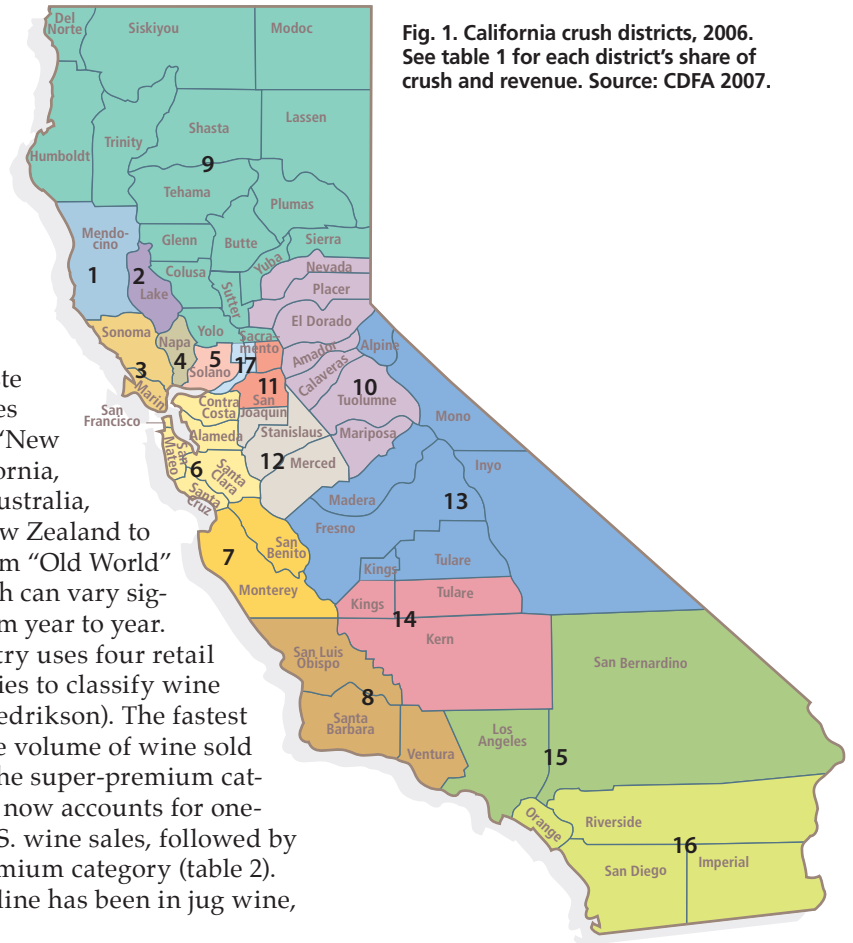 Fig. 1. California crush districts, 2006.
See table 1 for each district’s share of
crush and revenue. Source: CDFA 2007.
Del
Norte
Siskiyou
Modoc
Humboldt
Trinity
Shasta
Lassen
9
Tehama
Plumas
Mendo-
cino
1
2
Lake
Glenn
Butte
Sierra
Colusa
Sutter
Yuba
Nevada
Placer
El Dorado
Sonoma
3
Marin
Napa
4
Yolo
5
Solano
Sacra-
mento
17
Amador
Alpine
Calaveras
10
Tuolumne
Mariposa
Mono
Inyo
11
San
Joaquin
San
Francisco
Contra
Costa
Alameda
San
Mateo
6
Santa
Clara
Santa
Cruz
Stanislaus
12
Merced
Madera
13
Fresno
7
San
Benito
Monterey
Kings
Tulare
Kings
Tulare
14
Kern
San Luis
Obispo
8
Santa
Barbara
Ventura
San Bernardino
Los
Angeles
15
Orange
Riverside
16
San Diego
Imperial
ste
es
“New
ornia,
ustralia,
w Zealand to
m “Old World”
h can vary sig-
m year to year.
try uses four retail
ies to classify wine
edrikson). The fastest
e volume of wine sold
he super-premium cat-
now accounts for one-
S. wine sales, followed by
mium category (table 2).
line has been in jug wine,